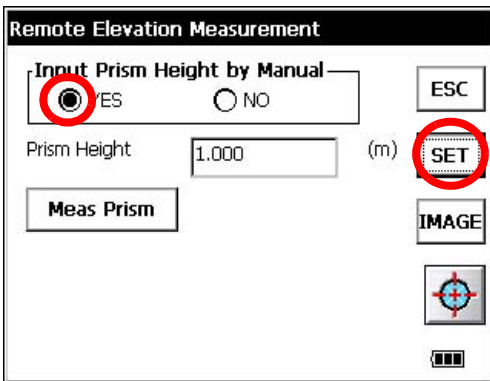 Remote Elevation Measurement
Input Prism Height by Manual
YES NO
ESC
Prism Height 1.000 (m)
SET
Meas Prism
IMAGE